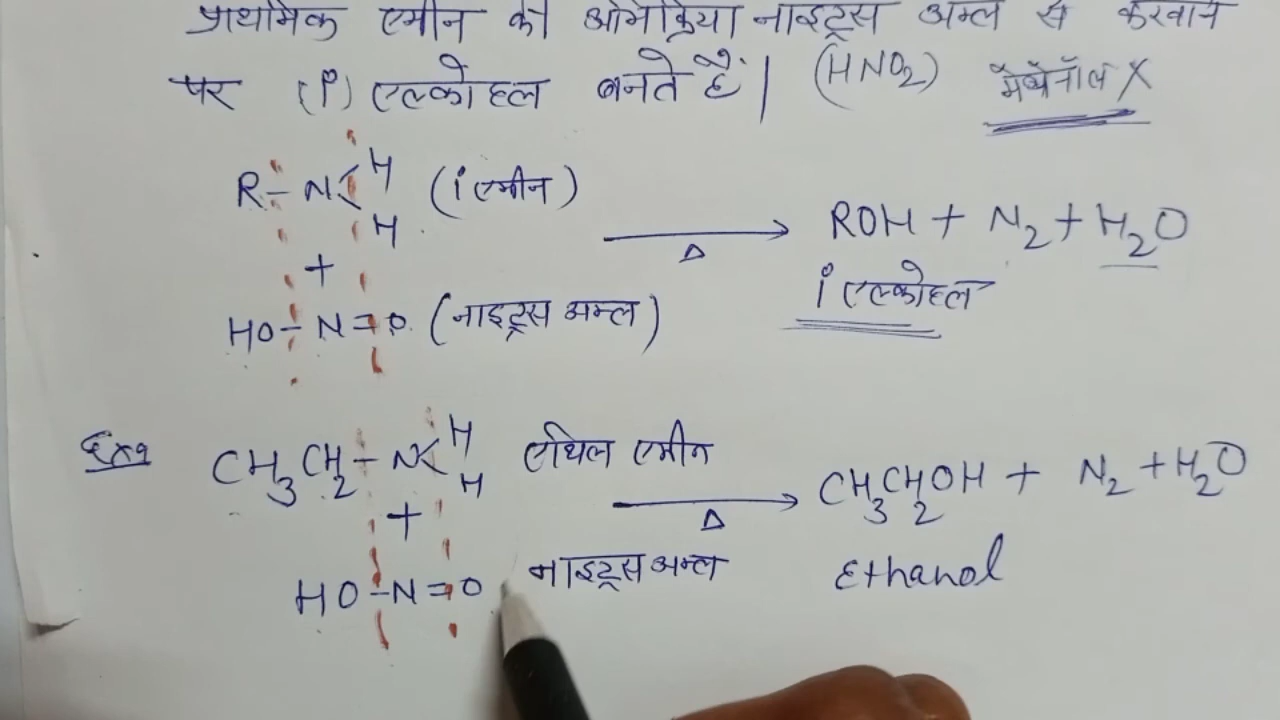 प्राथमिक एमीन की अभिक्रिया नाइट्रस अम्ल से करवाने
पर (P) एल्कोहल बनते हैं। (HNO2) मेथेनॉल X
R - N < H H (i एमीन)
+
HO - N = O (नाइट्रस अम्ल)
Δ
ROH + N2 + H2O
i एल्कोहल
CH3CH2 - N < H H एथिल एमीन
+
HO - N = O नाइट्रस अम्ल
Δ
CH3CH2OH + N2 + H2O
Ethanol